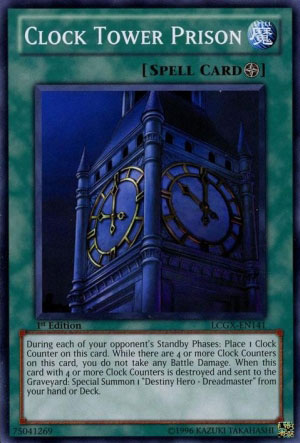 CLOCK TOWER PRISON
魔
[SPELL CARD]
1st Edition
LCGX-EN141
During each of your opponent's Standby Phases: Place 1 Clock
Counter on this card. While there are 4 or more Clock Counters
on this card, you do not take any Battle Damage. When this
card with 4 or more Clock Counters is destroyed and sent to the
Graveyard: Special Summon 1 "Destiny Hero - Dreadmaster" from
your hand or Deck.
75041269
©1996 KAZUKI TAKAHASHI